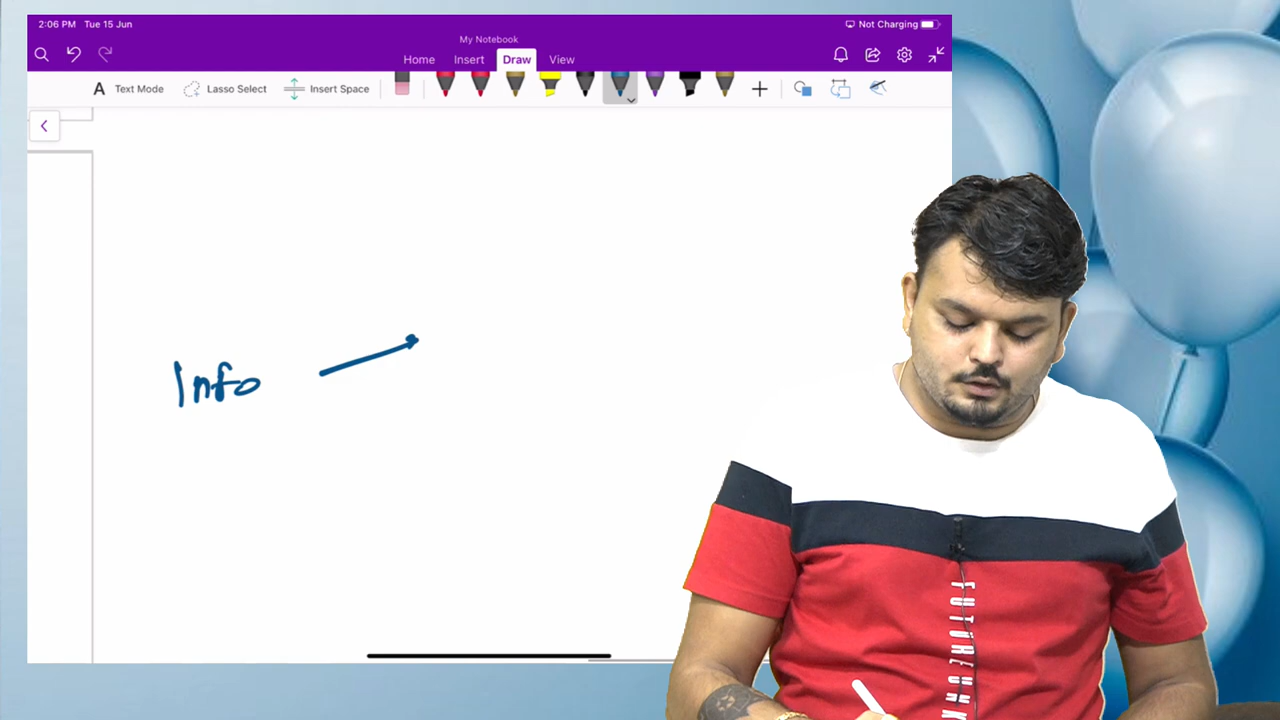 2:06 PM Tue 15 Jun
Not Charging
My Notebook
Home Insert Draw View
A Text Mode Lasso Select Insert Space
Info
FUTURE